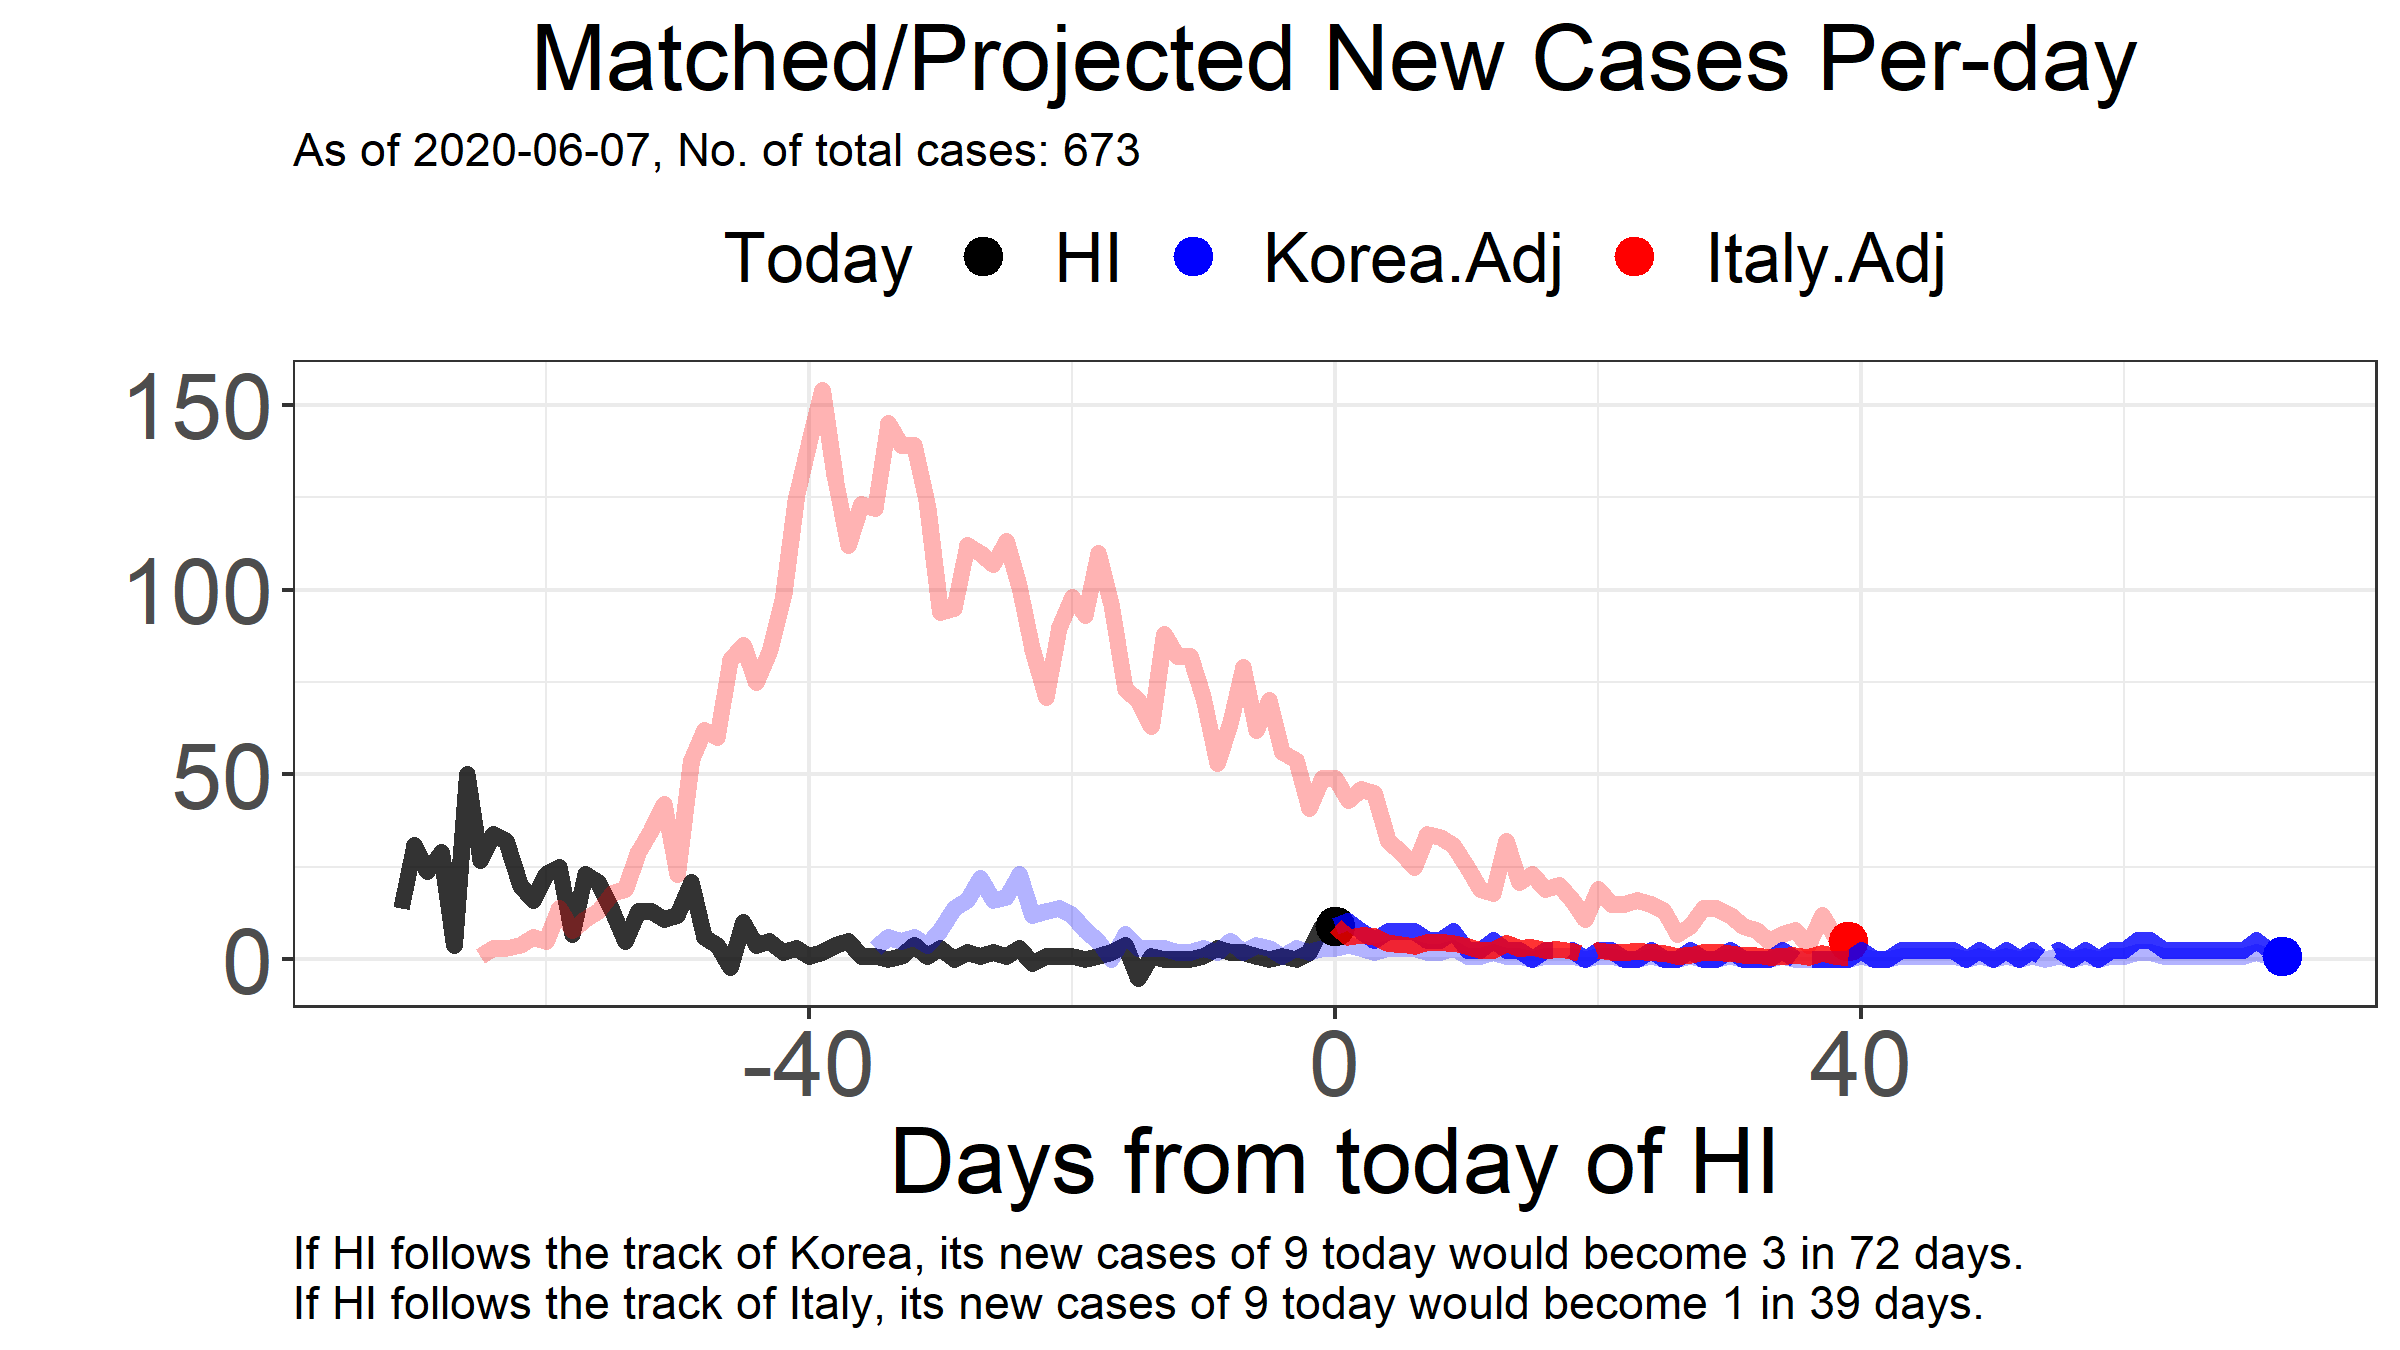 Matched/Projected New Cases Per-day
As of 2020-06-07, No. of total cases: 673
Today HI Korea.Adj Italy.Adj
150
100
50
0
-40 0 40
Days from today of HI
If HI follows the track of Korea, its new cases of 9 today would become 3 in 72 days.
If HI follows the track of Italy, its new cases of 9 today would become 1 in 39 days.